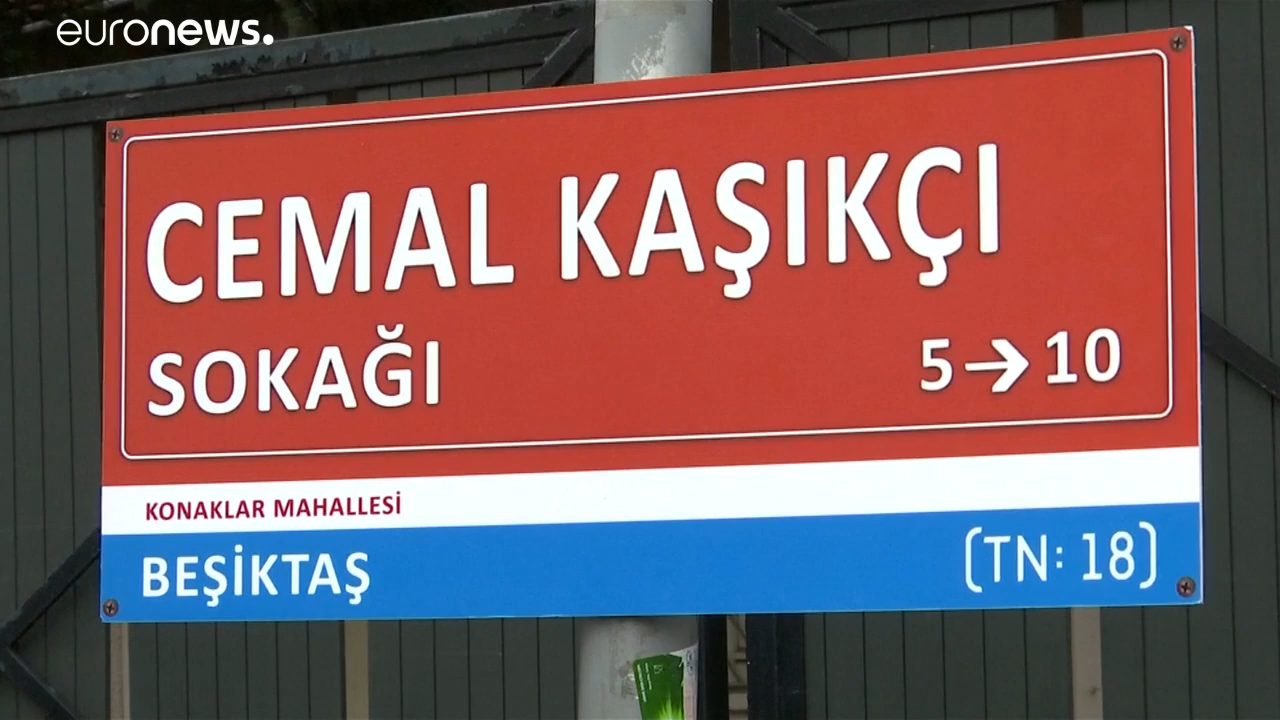 euronews.
CEMAL KAŞIKÇI
SOKAĞI
5→10
KONAKLAR MAHALLESİ
BEŞİKTAŞ
(TN: 18)